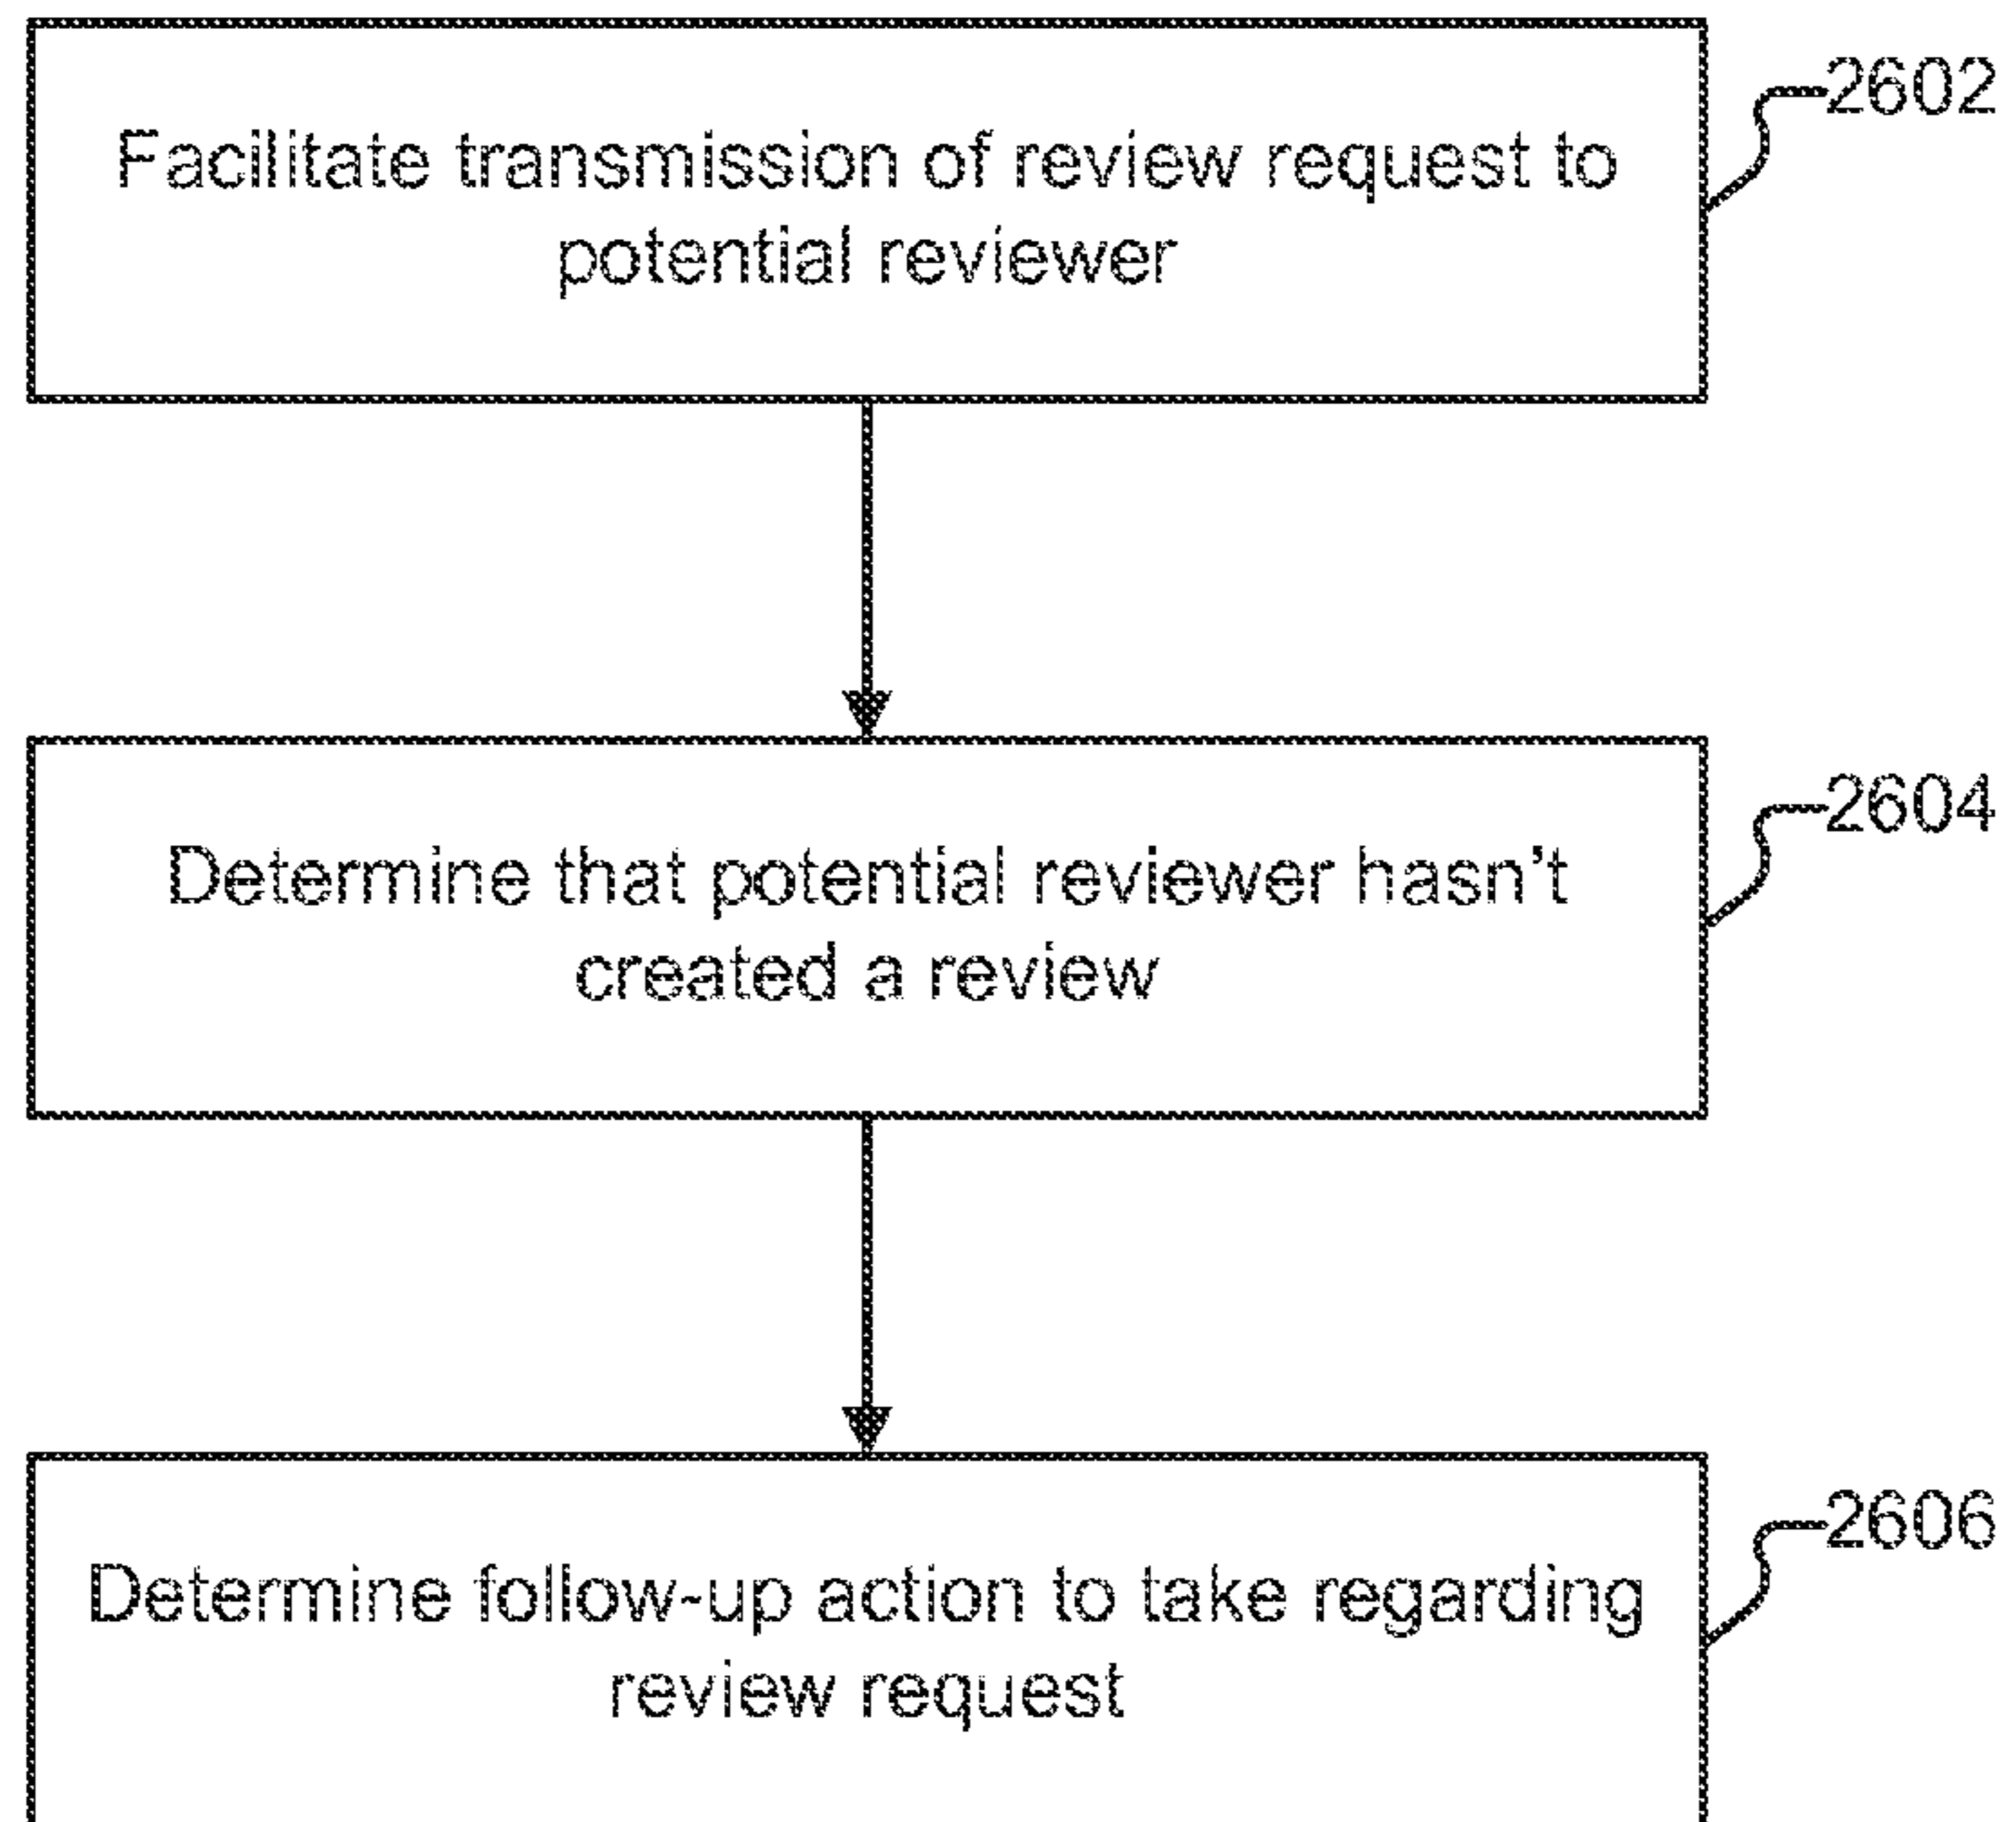 2602
Facilitate transmission of review request to
potential reviewer
2604
Determine that potential reviewer hasn’t
created a review
2606
Determine follow-up action to take regarding
review request